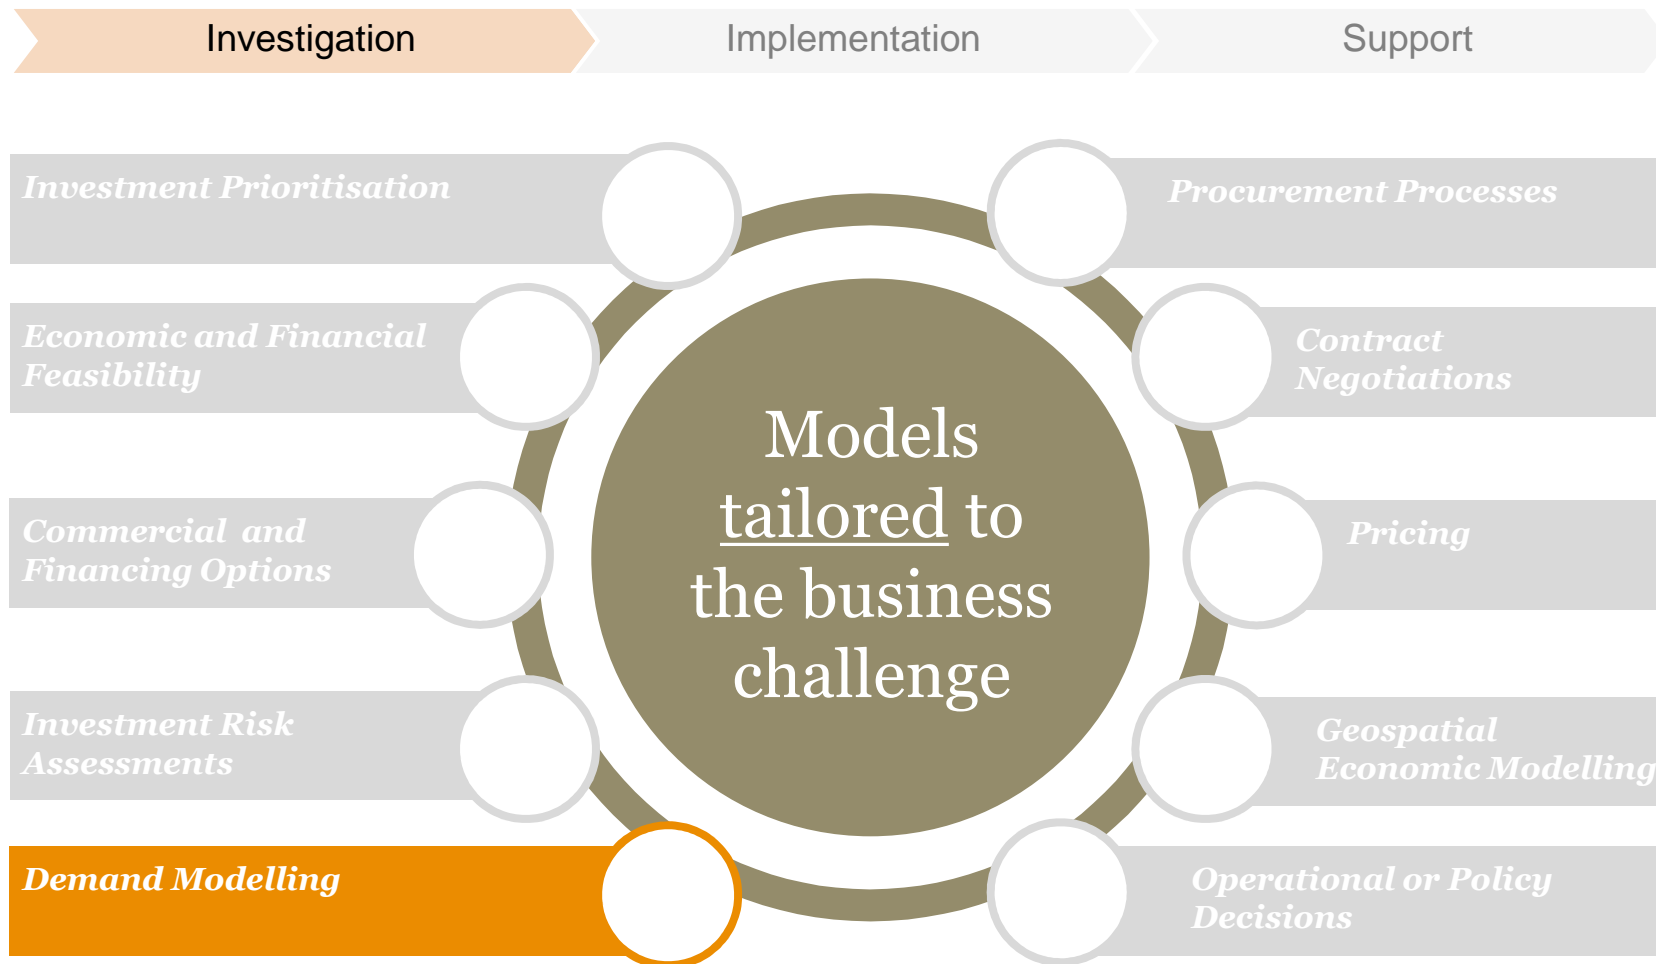 Investigation
Implementation
Support
Investment Prioritisation
Economic and Financial
Feasibility
Commercial and
Financing Options
Investment Risk
Assessments
Demand Modelling
Models
tailored to
the business
challenge
Procurement Processes
Contract
Negotiations
Pricing
Geospatial
Economic Modelling
Operational or Policy
Decisions